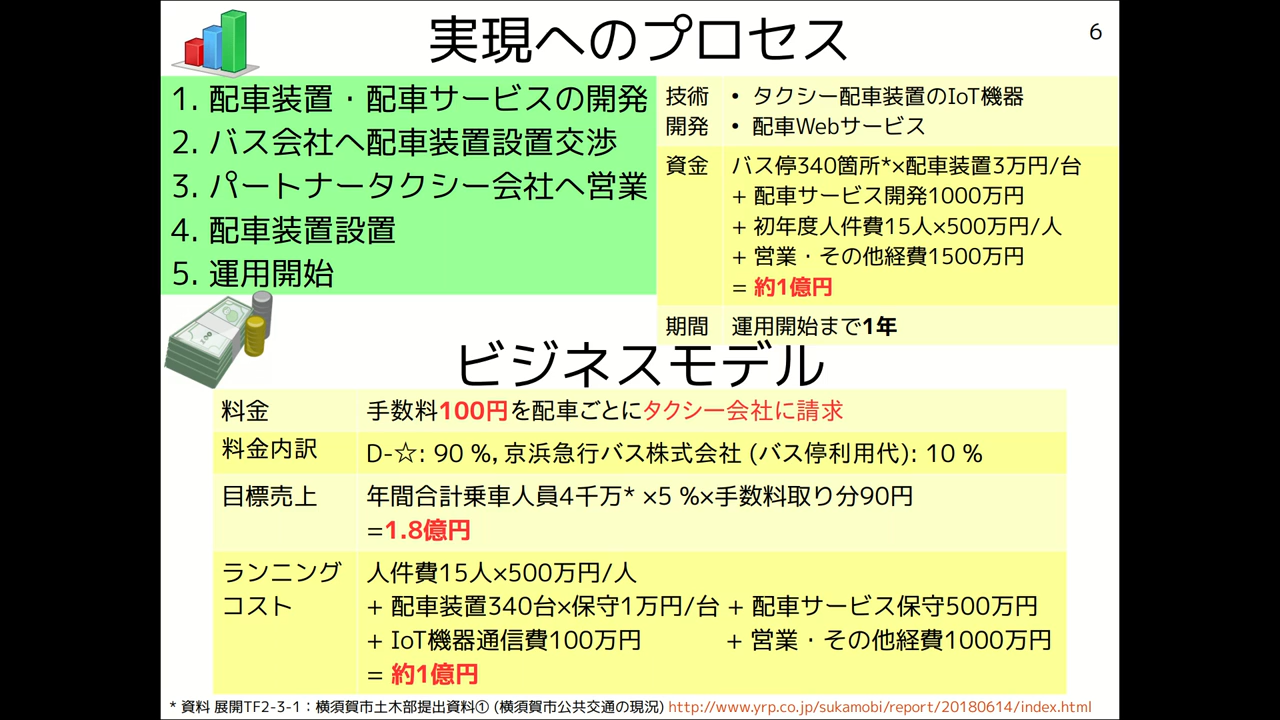 実現へのプロセス
6
1. 配車装置・配車サービスの開発
2. バス会社へ配車装置設置交渉
3. パートナータクシー会社へ営業
4. 配車装置設置
5. 運用開始
技術 • タクシー配車装置のIoT機器
開発 • 配車Webサービス
資金 バス停340箇所*×配車装置3万円/台
+ 配車サービス開発1000万円
+ 初年度人件費15人×500万円/人
+ 営業・その他経費1500万円
= 約1億円
期間 運用開始まで1年
ビジネスモデル
料金 手数料100円を配車ごとにタクシー会社に請求
料金内訳 D-☆: 90 %, 京浜急行バス株式会社 (バス停利用代): 10 %
目標売上 年間合計乗車人員4千万* ×5 %×手数料取り分90円
=1.8億円
ランニング 人件費15人×500万円/人
コスト + 配車装置340台×保守1万円/台 + 配車サービス保守500万円
+ IoT機器通信費100万円 + 営業・その他経費1000万円
= 約1億円
* 資料 展開TF2-3-1：横須賀市土木部提出資料① (横須賀市公共交通の現況) http://www.yrp.co.jp/sukamobi/report/20180614/index.html